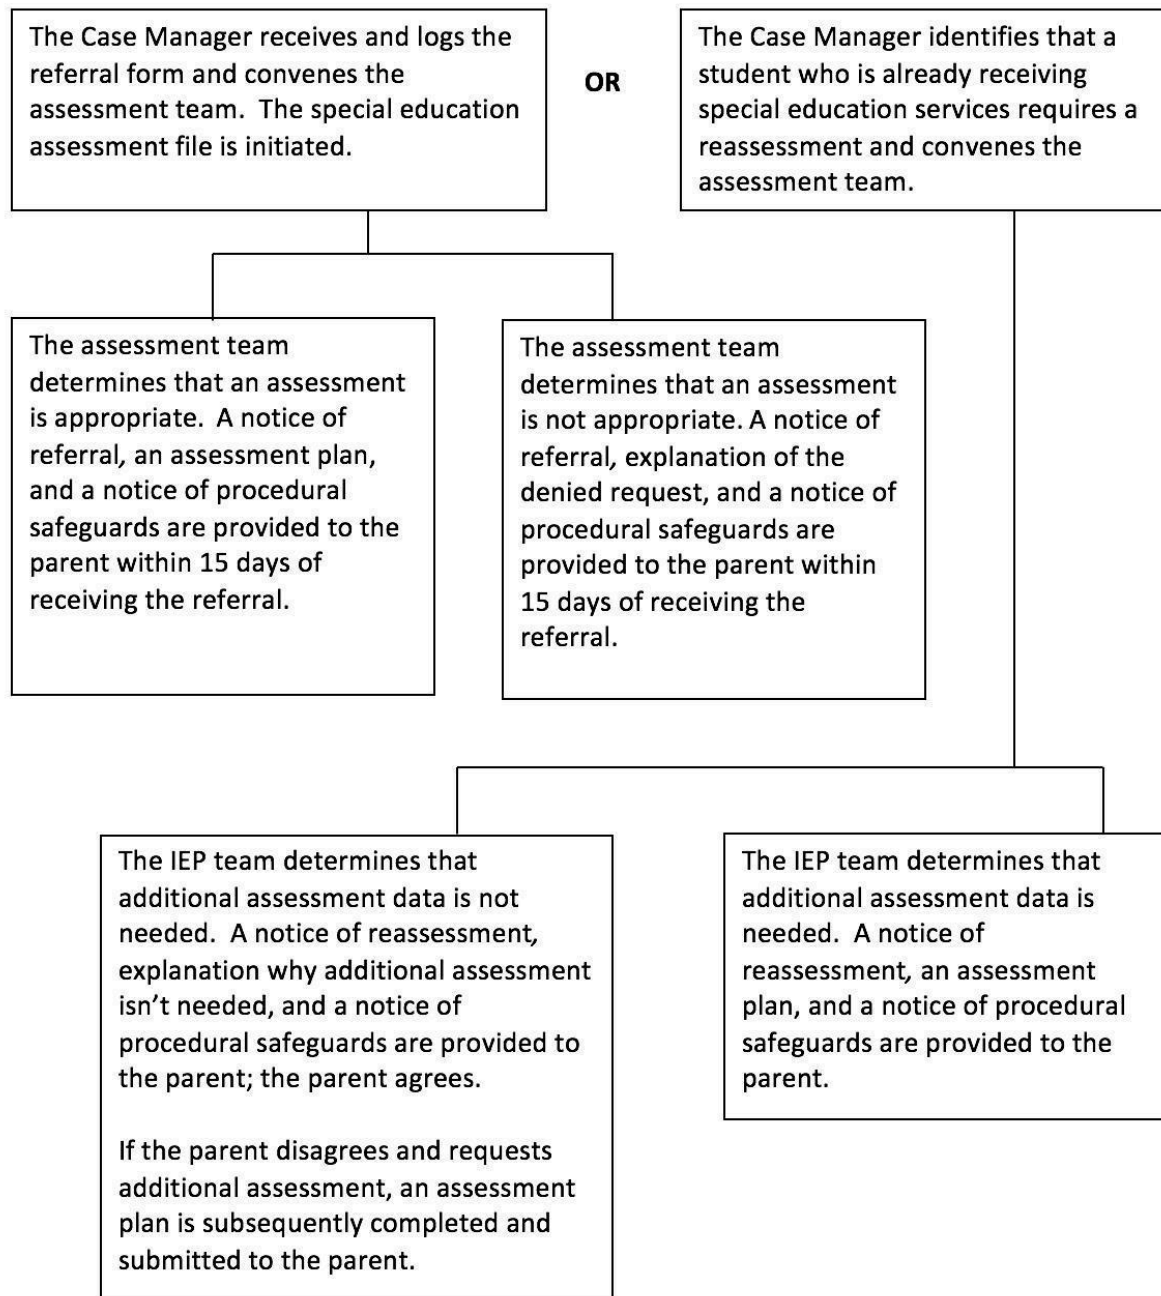 The Case Manager receives and logs the
referral form and convenes the
assessment team.  The special education
assessment file is initiated.
OR
The Case Manager identifies that a
student who is already receiving
special education services requires a
reassessment and convenes the
assessment team.
The assessment team
determines that an assessment
is appropriate.  A notice of
referral, an assessment plan,
and a notice of procedural
safeguards are provided to the
parent within 15 days of
receiving the referral.
The assessment team
determines that an assessment
is not appropriate. A notice of
referral, explanation of the
denied request, and a notice of
procedural safeguards are
provided to the parent within
15 days of receiving the
referral.
The IEP team determines that
additional assessment data is not
needed.  A notice of reassessment,
explanation why additional assessment
isn’t needed, and a notice of
procedural safeguards are provided to
the parent; the parent agrees.
If the parent disagrees and requests
additional assessment, an assessment
plan is subsequently completed and
submitted to the parent.
The IEP team determines that
additional assessment data is
needed.  A notice of
reassessment, an assessment
plan, and a notice of procedural
safeguards are provided to the
parent.